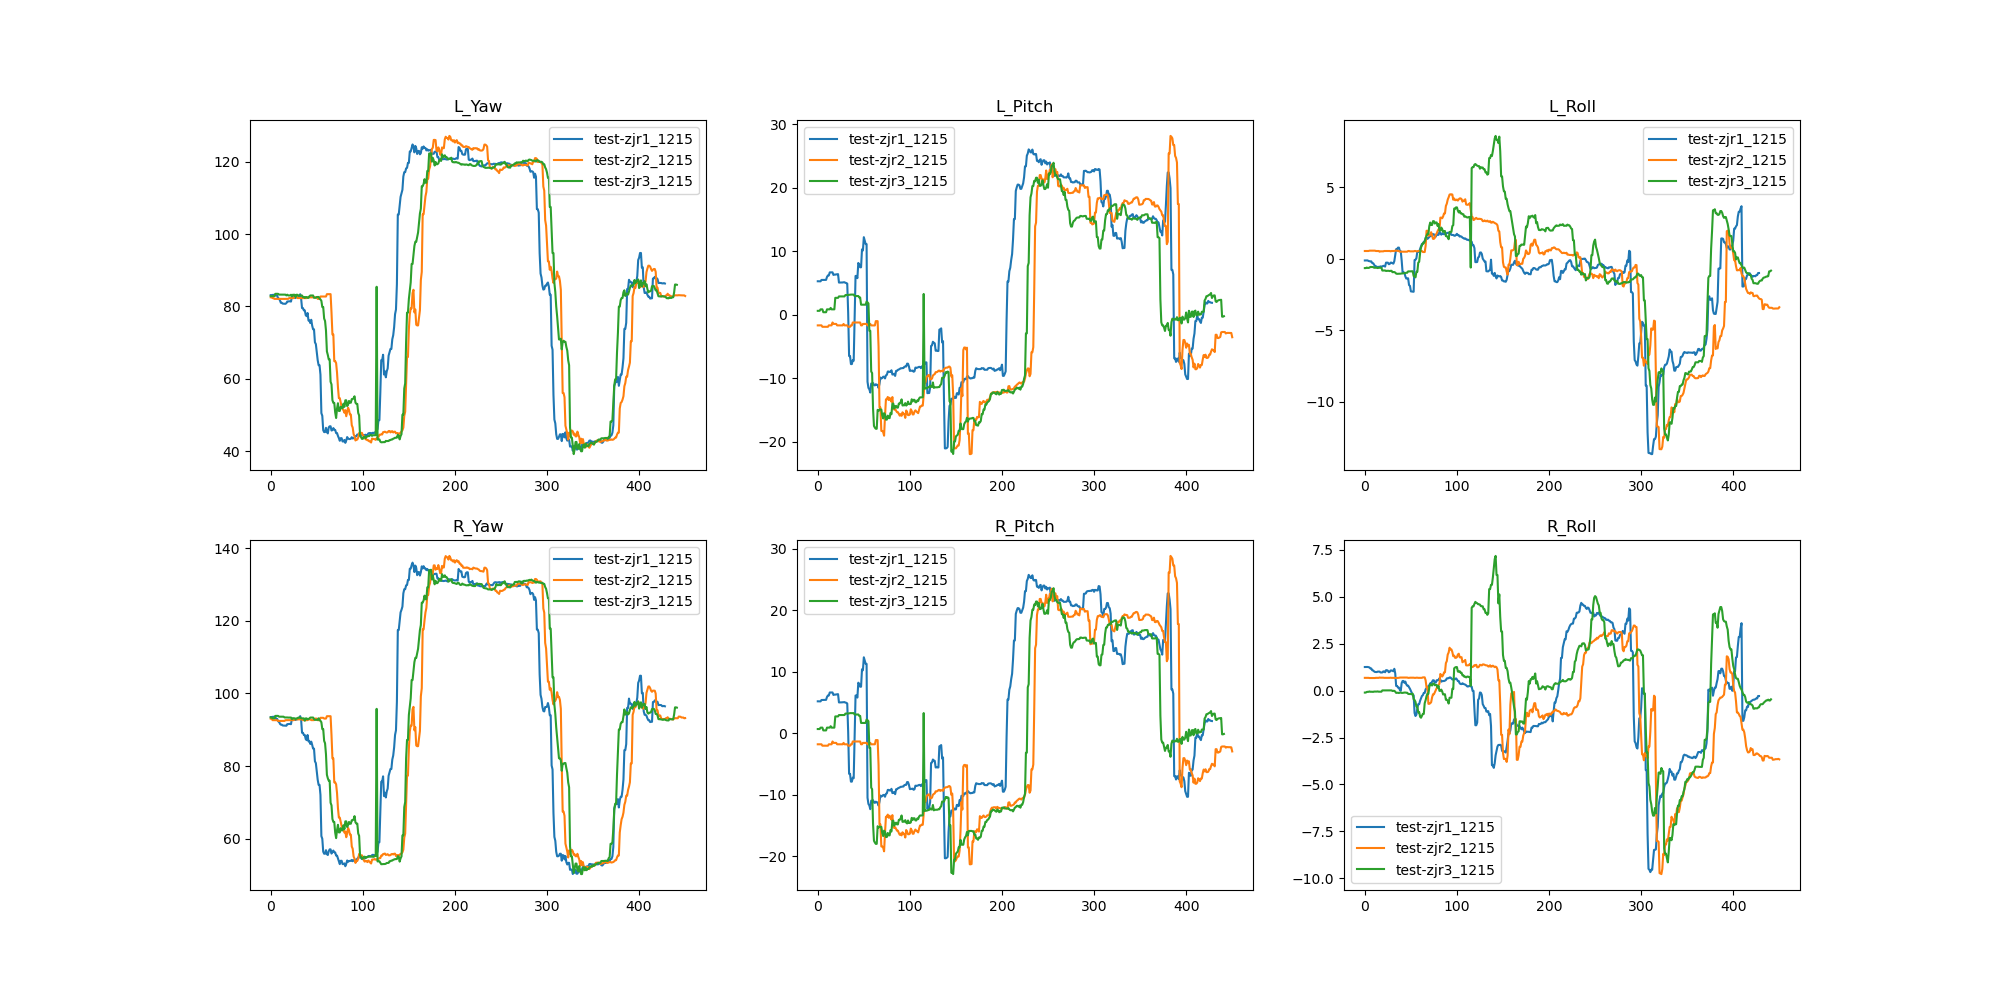 L_Yaw
120
100
80
60
40
0 100 200 300 400
test-zjr1_1215
test-zjr2_1215
test-zjr3_1215
L_Pitch
30
20
10
0
−10
−20
0 100 200 300 400
test-zjr1_1215
test-zjr2_1215
test-zjr3_1215
L_Roll
5
0
−5
−10
0 100 200 300 400
test-zjr1_1215
test-zjr2_1215
test-zjr3_1215
R_Yaw
140
120
100
80
60
0 100 200 300 400
test-zjr1_1215
test-zjr2_1215
test-zjr3_1215
R_Pitch
30
20
10
0
−10
−20
0 100 200 300 400
test-zjr1_1215
test-zjr2_1215
test-zjr3_1215
R_Roll
7.5
5.0
2.5
0.0
−2.5
−5.0
−7.5
−10.0
0 100 200 300 400
test-zjr1_1215
test-zjr2_1215
test-zjr3_1215